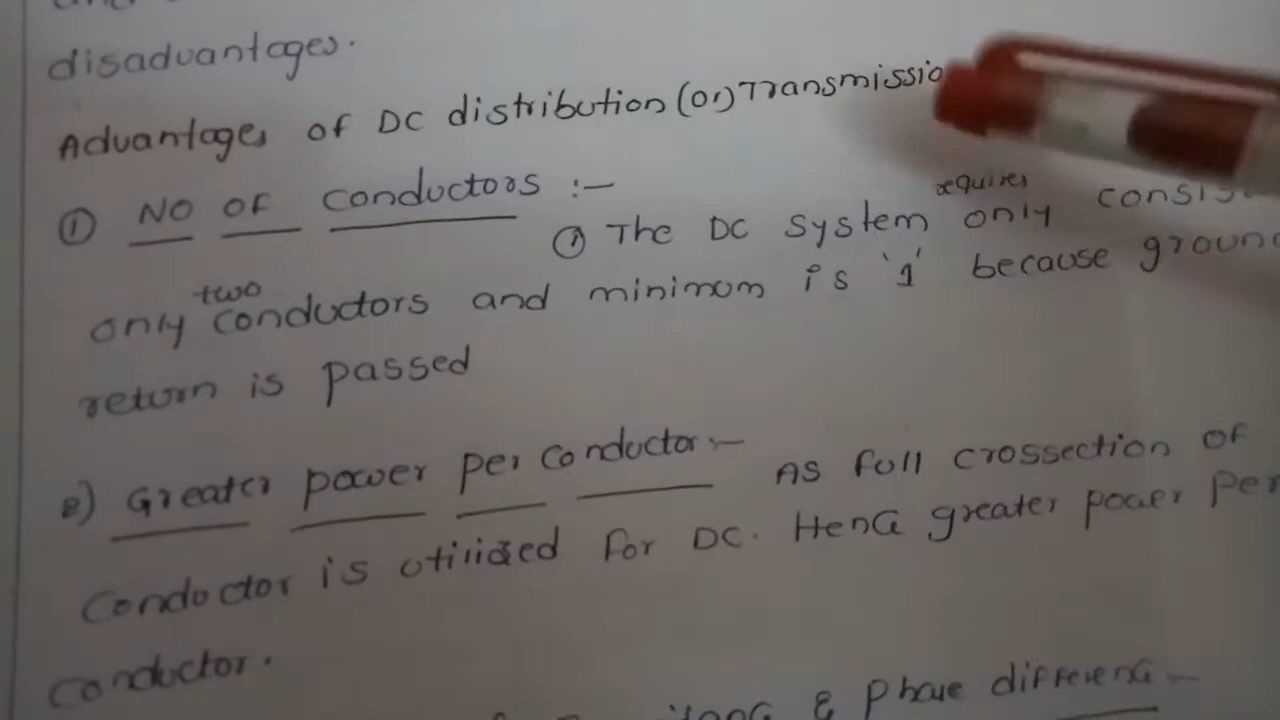 disadvantages.
Advantages of DC distribution (or) Transmissio
① NO OF conductors :-
requires
① The DC system only consis
two
only conductors and minimum is '1' because groun
return is passed
2) Greater power per conductor :-
As full crossection of
conductor is utilized for DC. Hence greater power per
conductor.
& phase difference -